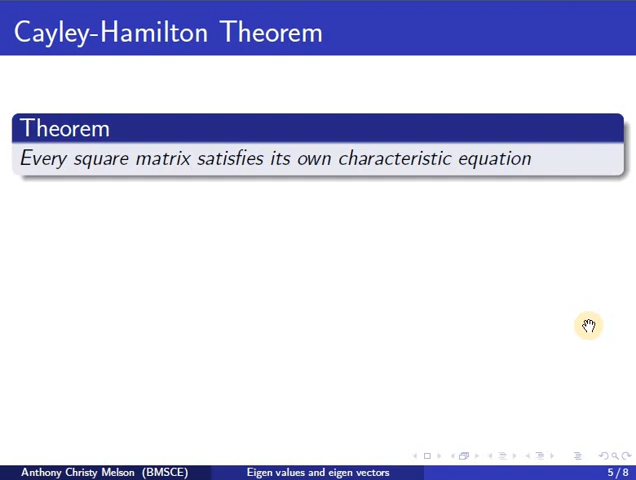 Cayley-Hamilton Theorem
Theorem
Every square matrix satisfies its own characteristic equation
Anthony Christy Melson (BMSCE) Eigen values and eigen vectors 5 / 8